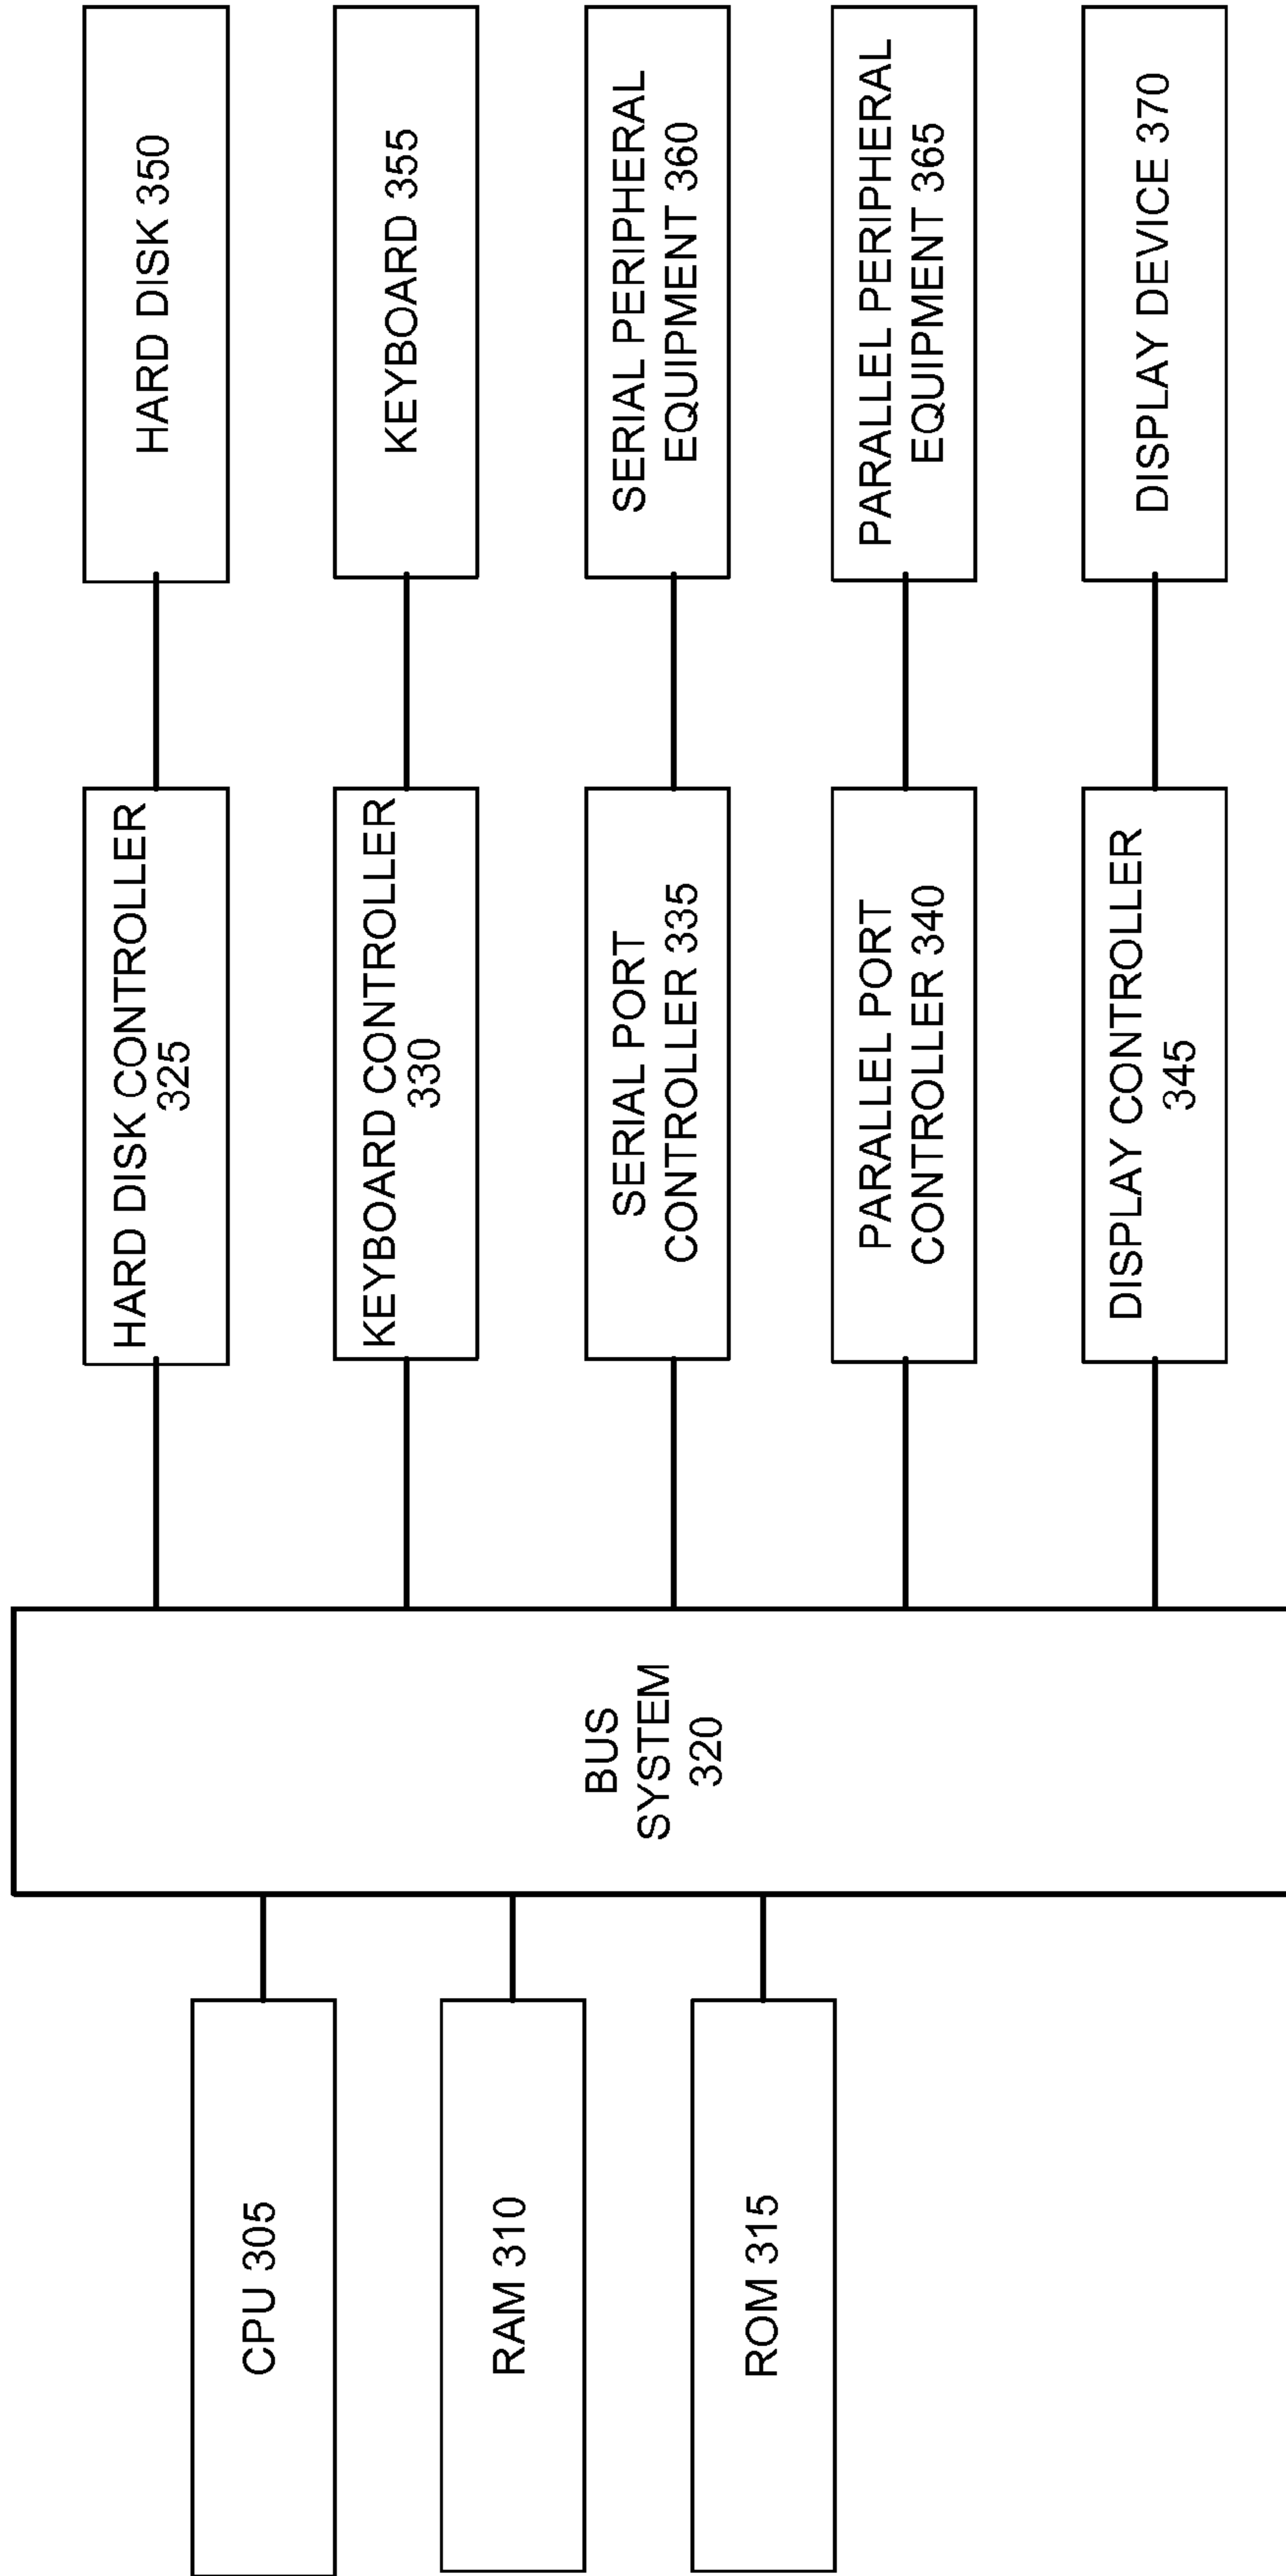 CPU 305
RAM 310
ROM 315
BUS
SYSTEM
320
HARD DISK CONTROLLER
325
KEYBOARD CONTROLLER
330
SERIAL PORT
CONTROLLER 335
PARALLEL PORT
CONTROLLER 340
DISPLAY CONTROLLER
345
HARD DISK 350
KEYBOARD 355
SERIAL PERIPHERAL
EQUIPMENT 360
PARALLEL PERIPHERAL
EQUIPMENT 365
DISPLAY DEVICE 370